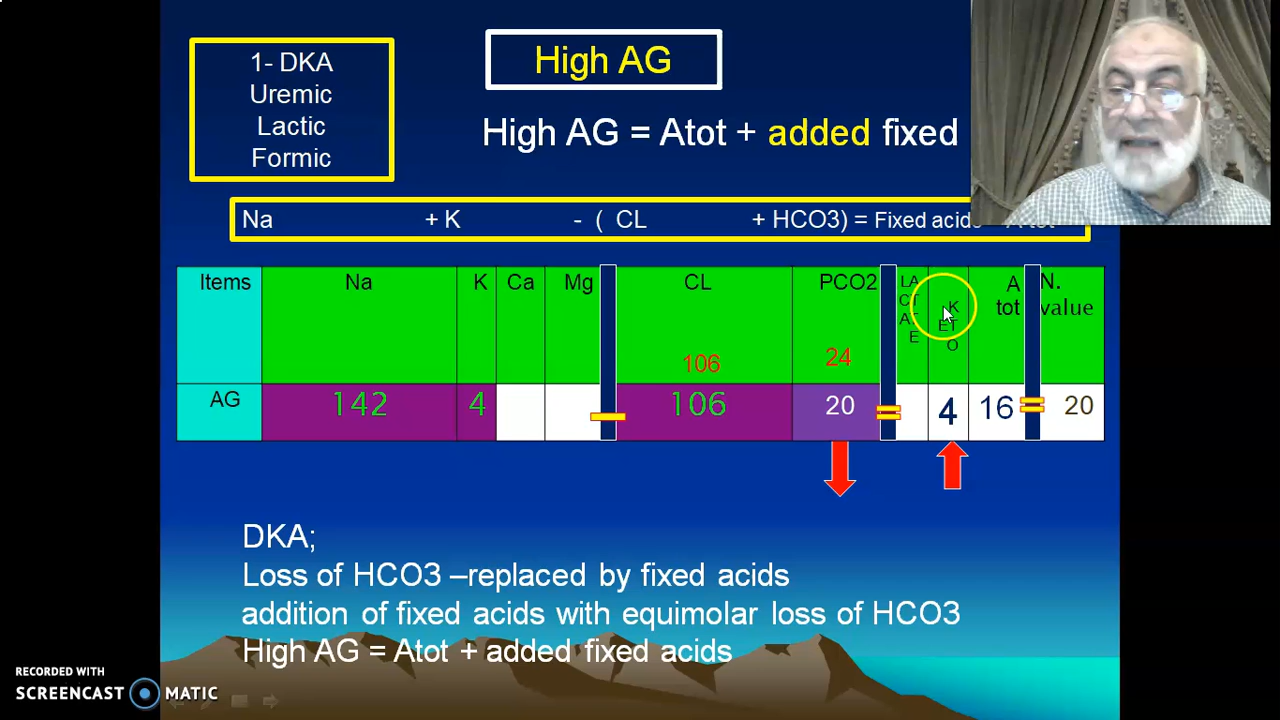 1- DKA
Uremic
Lactic
Formic
High AG
High AG = Atot + added fixed
Na + K - ( CL + HCO3) = Fixed acids
Items Na K Ca Mg CL PCO2 LACTATE KETO A tot N. value
106 24
AG 142 4 106 20 4 16 20
DKA;
Loss of HCO3 –replaced by fixed acids
addition of fixed acids with equimolar loss of HCO3
High AG = Atot + added fixed acids
RECORDED WITH
SCREENCAST MATIC